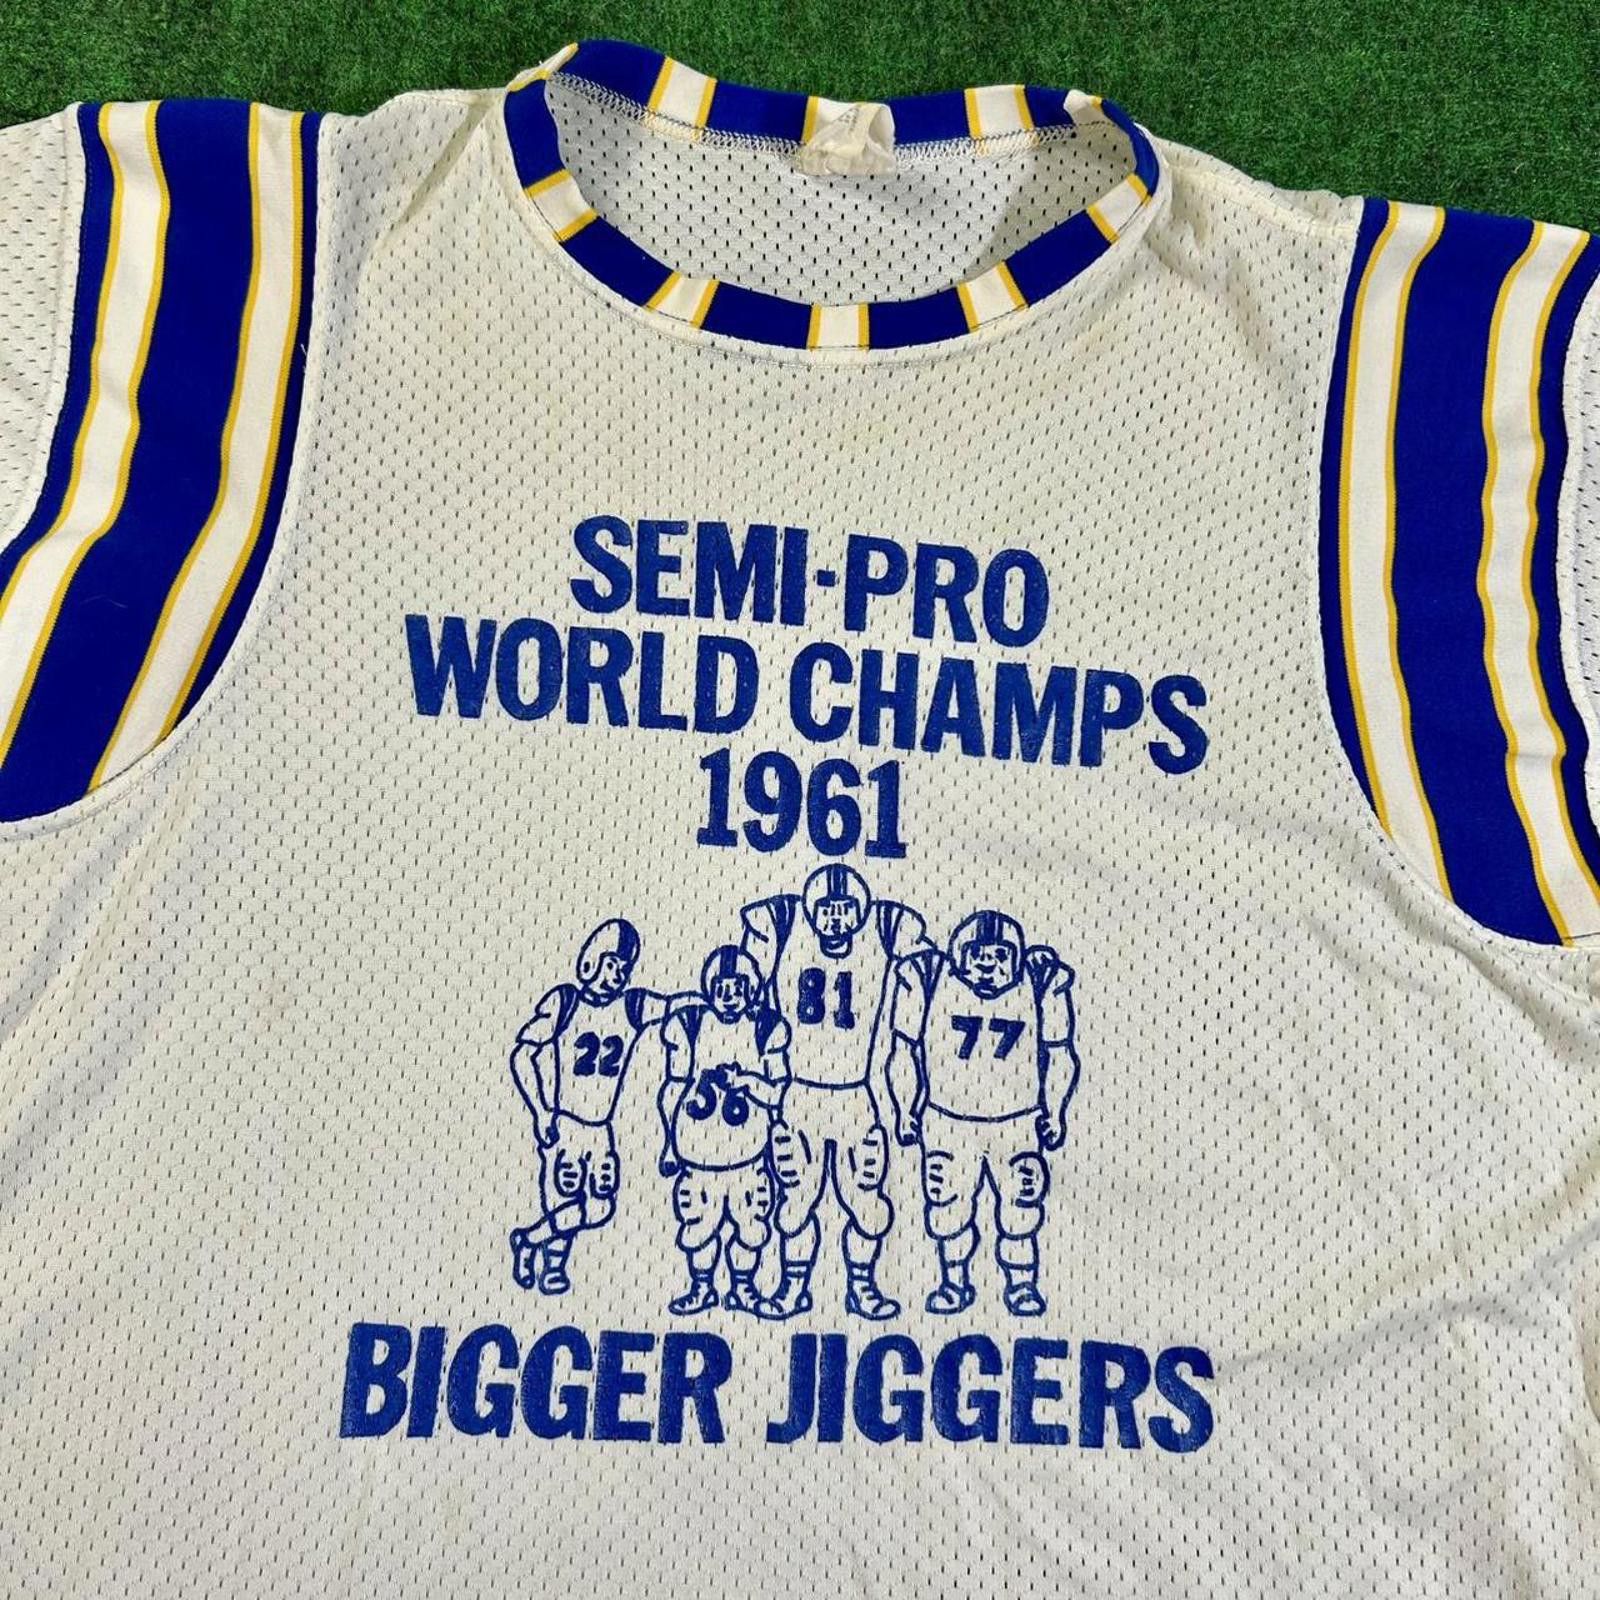 SEMI-PRO
WORLD CHAMPS
1961
22
56
81
77
BIGGER JIGGERS